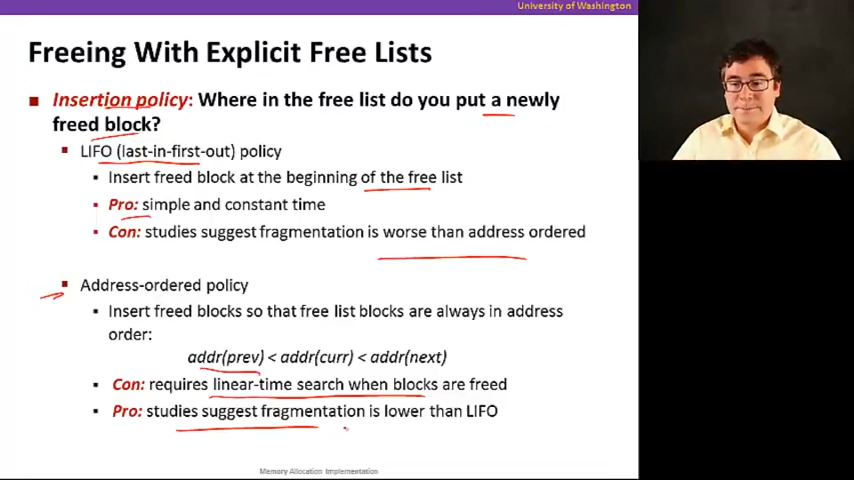 University of Washington
Freeing With Explicit Free Lists
Insertion policy: Where in the free list do you put a newly
freed block?
LIFO (last-in-first-out) policy
Insert freed block at the beginning of the free list
Pro: simple and constant time
Con: studies suggest fragmentation is worse than address ordered
Address-ordered policy
Insert freed blocks so that free list blocks are always in address
order:
addr(prev) < addr(curr) < addr(next)
Con: requires linear-time search when blocks are freed
Pro: studies suggest fragmentation is lower than LIFO
Memory Allocation Implementation